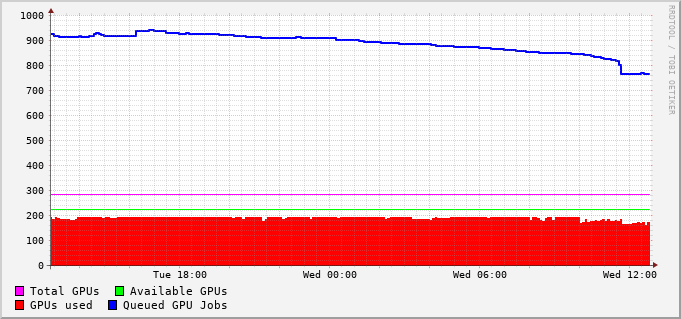 1000
900
800
700
600
500
400
300
200
100
0
Tue 18:00 Wed 00:00 Wed 06:00 Wed 12:00
Total GPUs Available GPUs
GPUs used Queued GPU Jobs
RRDTOOL / TOBI OETIKER